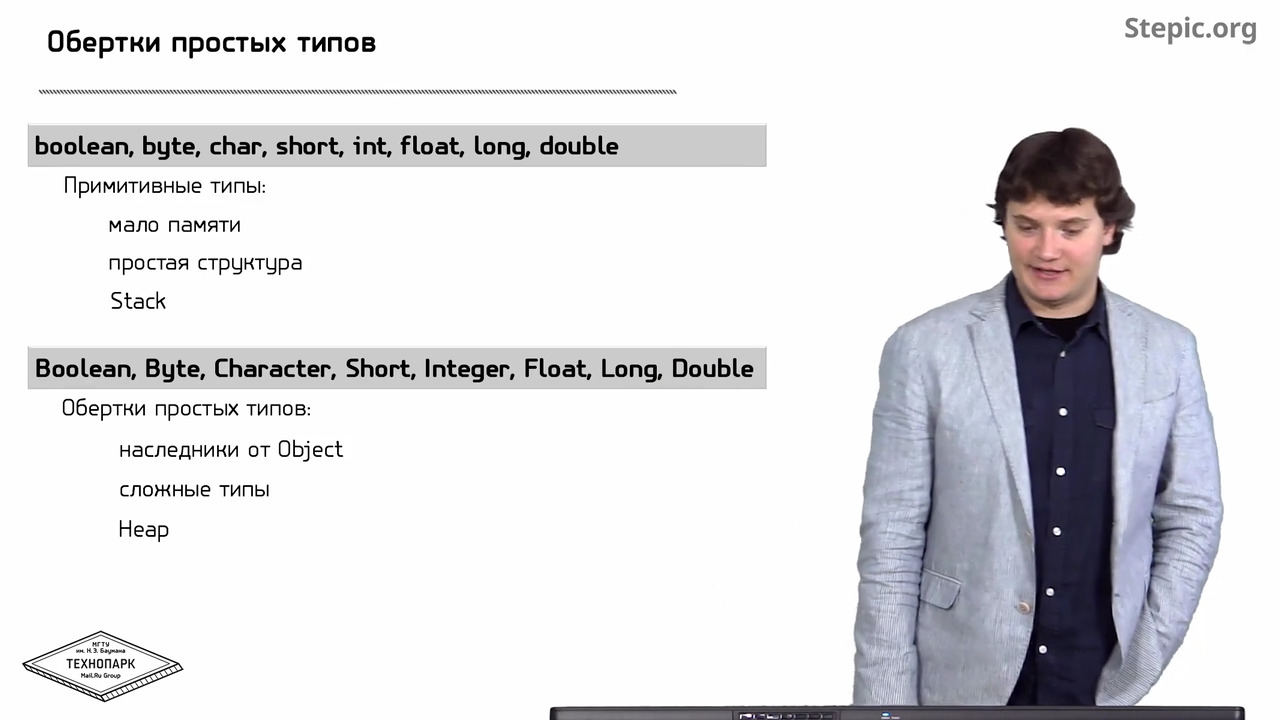 Обертки простых типов
Stepic.org
boolean, byte, char, short, int, float, long, double
Примитивные типы:
мало памяти
простая структура
Stack
Boolean, Byte, Character, Short, Integer, Float, Long, Double
Обертки простых типов:
наследники от Object
сложные типы
Heap
МГТУ
им. Н.Э. Баумана
ТЕХНОПАРК
Mail.Ru Group